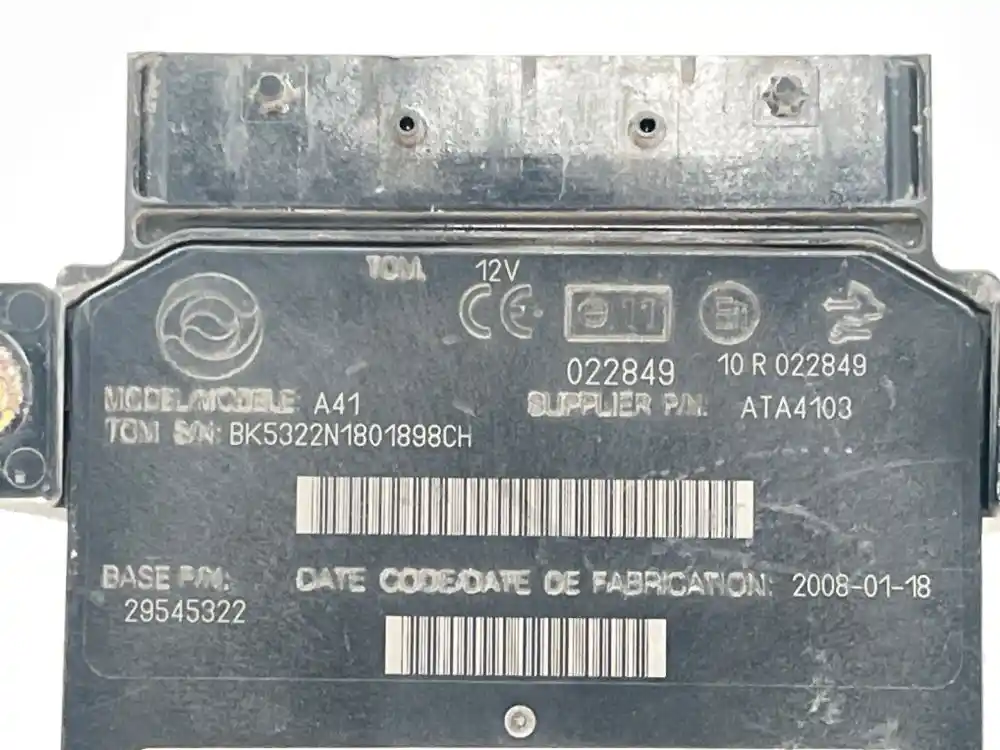 TCM 12V
CE e 11 E11
022849 10 R 022849
MODEL/MODELE A41 SUPPLIER P/N. ATA4103
TCM S/N: BK5322N1801898CH
BASE P/N: DATE CODE/DATE DE FABRICATION: 2008-01-18
29545322